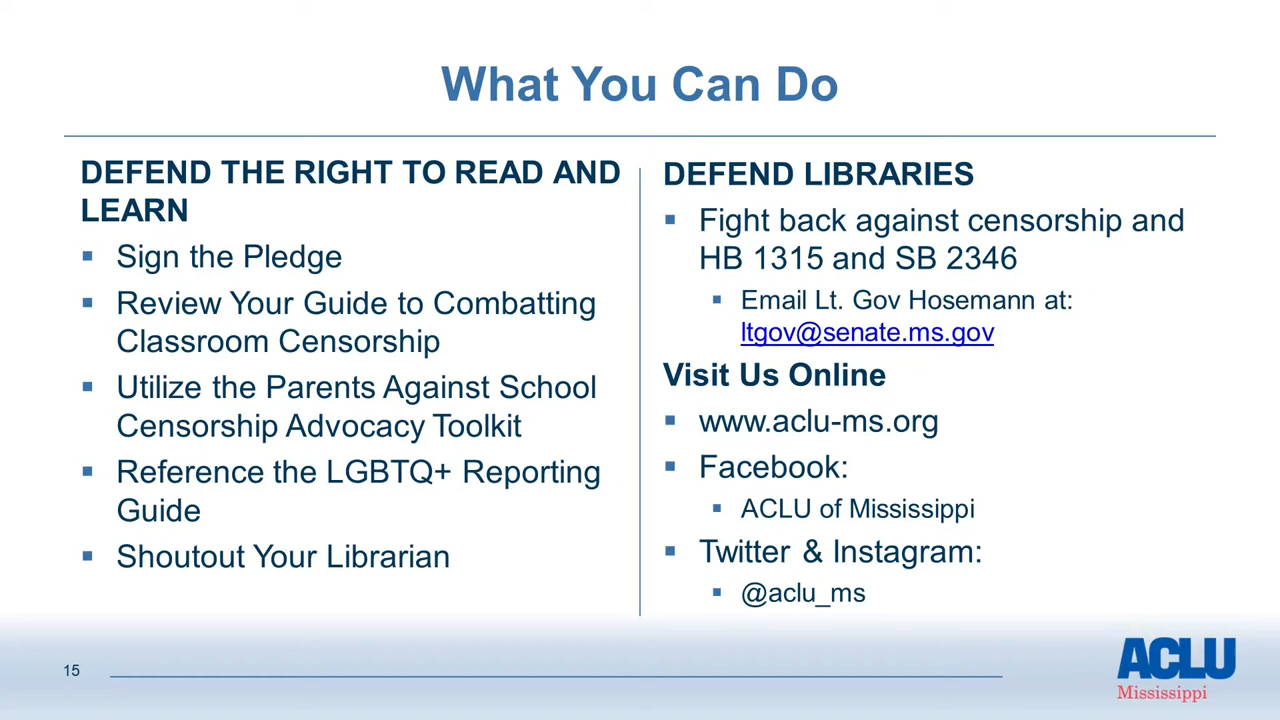 What You Can Do
DEFEND THE RIGHT TO READ AND
LEARN
Sign the Pledge
Review Your Guide to Combatting
Classroom Censorship
Utilize the Parents Against School
Censorship Advocacy Toolkit
Reference the LGBTQ+ Reporting
Guide
Shoutout Your Librarian
DEFEND LIBRARIES
Fight back against censorship and
HB 1315 and SB 2346
Email Lt. Gov Hosemann at:
ltgov@senate.ms.gov
Visit Us Online
www.aclu-ms.org
Facebook:
ACLU of Mississippi
Twitter & Instagram:
@aclu_ms
15
ACLU
Mississippi